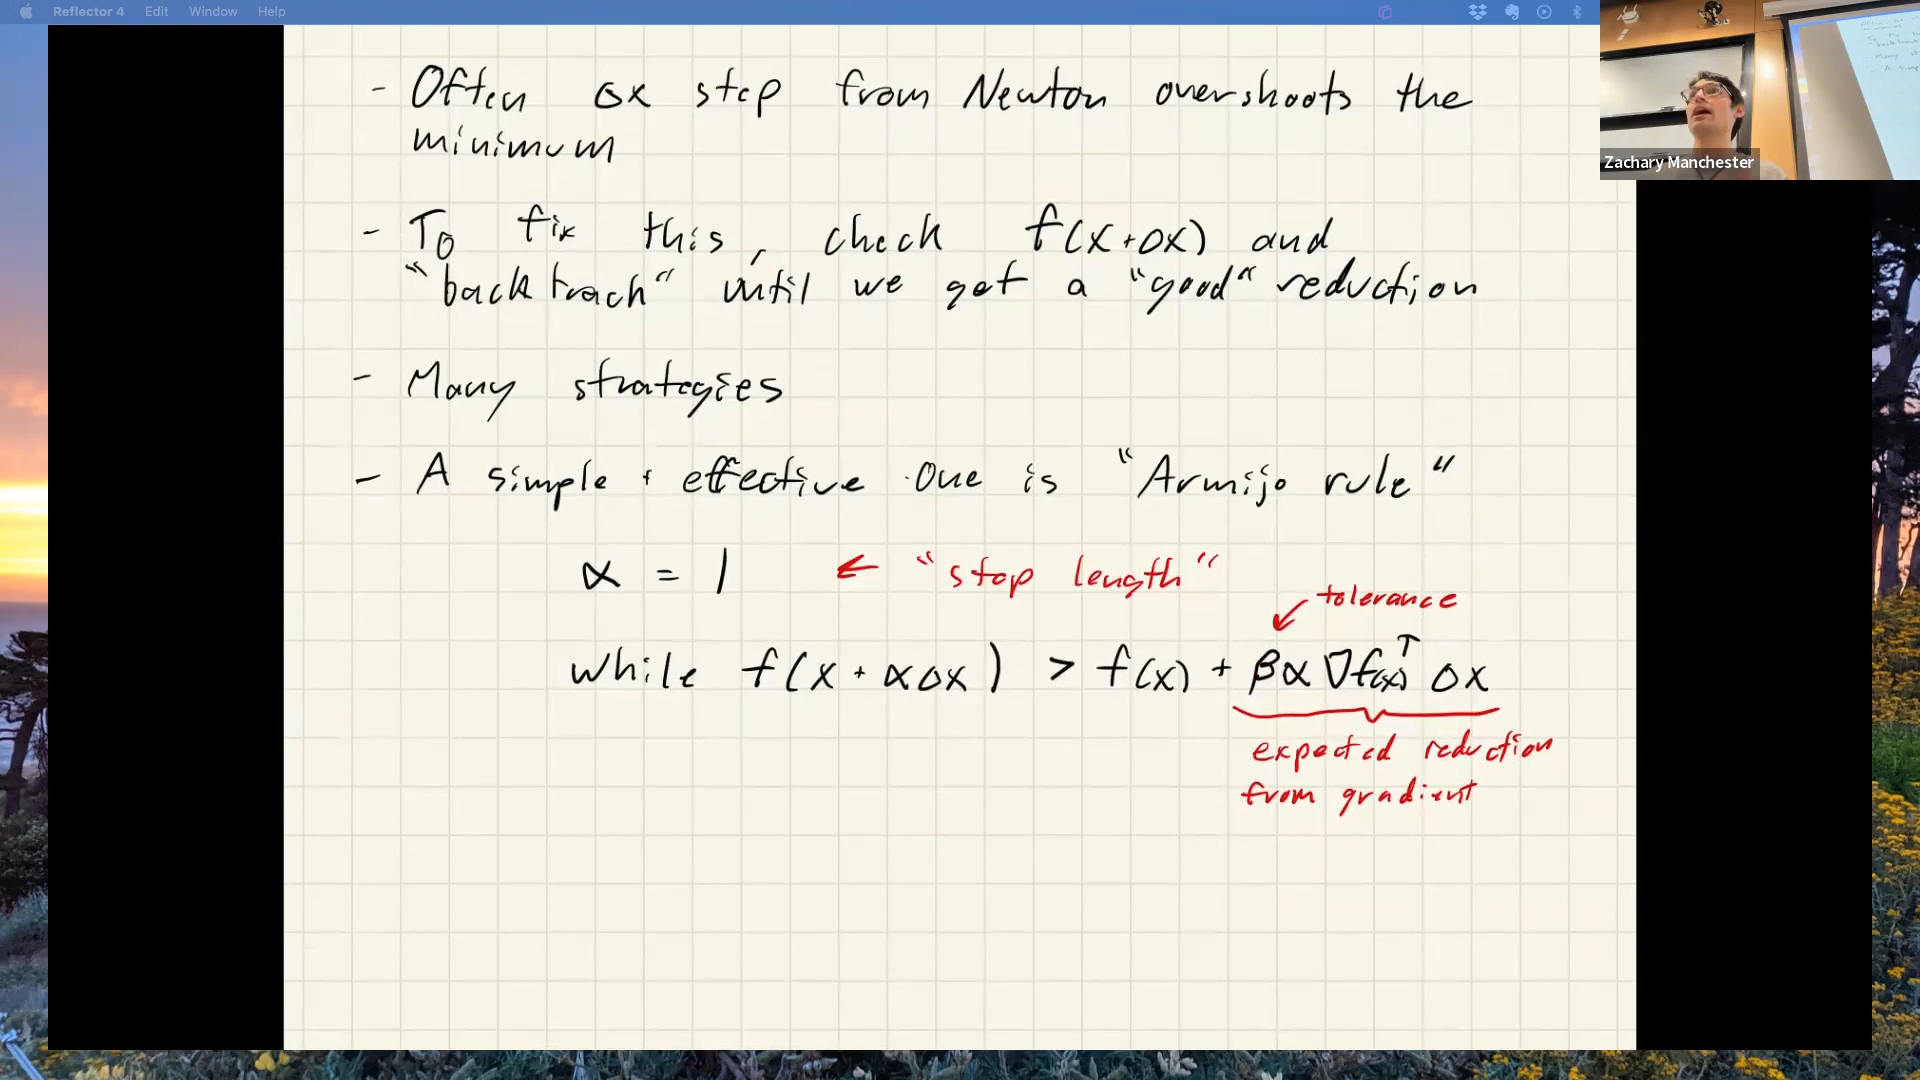 Reflector 4 Edit Window Help
Zachary Manchester
- Often Δx step from Newton overshoots the
minimum
- To fix this, check f(x+Δx) and
"backtrack" until we get a "good" reduction
- Many strategies
- A simple + effective one is "Armijo rule"
α = 1 ← "step length"
tolerance
while f(x + αΔx) > f(x) + βα∇f(x)ᵀ Δx
expected reduction
from gradient